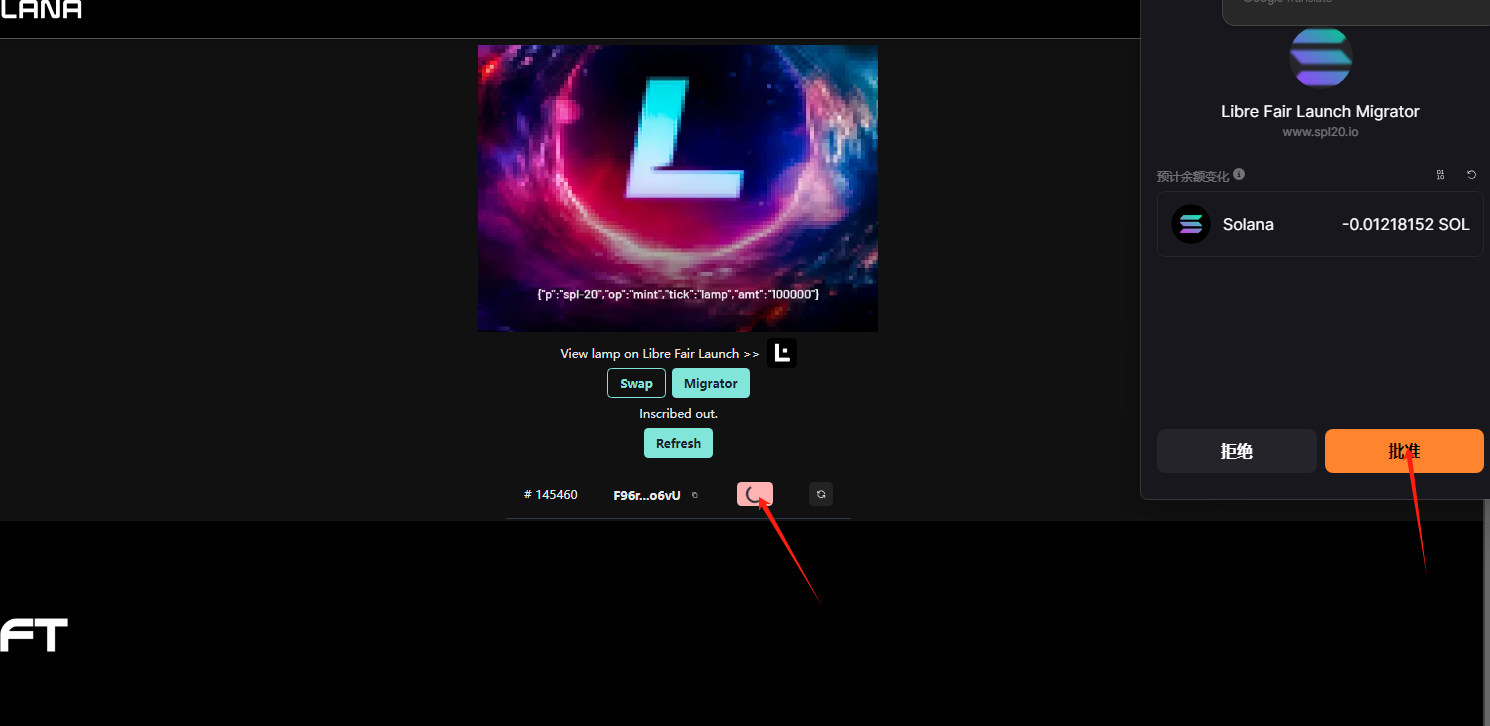 LANA
Google Translate
Libre Fair Launch Migrator
www.spl20.io
预计余额变化
Solana
-0.01218152 SOL
{"p":"spl-20","op":"mint","tick":"lamp","amt":"100000"}
View lamp on Libre Fair Launch >>
Swap
Migrator
Inscribed out.
Refresh
拒绝
批准
# 145460
F96r...o6vU
FT